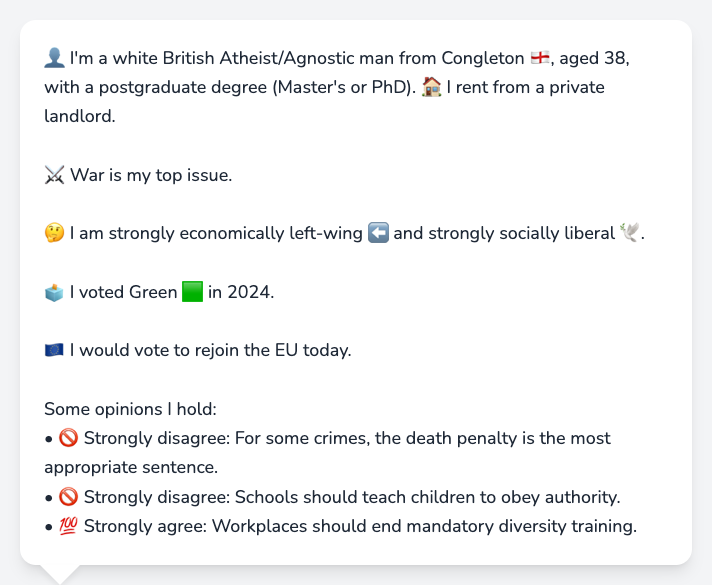 👤 I'm a white British Atheist/Agnostic man from Congleton 🏴󠁧󠁢󠁥󠁮󠁧󠁿, aged 38,
with a postgraduate degree (Master's or PhD). 🏠 I rent from a private
landlord.
⚔️ War is my top issue.
🤔 I am strongly economically left-wing ⬅️ and strongly socially liberal 🕊️.
🗳️ I voted Green 🟩 in 2024.
🇪🇺 I would vote to rejoin the EU today.
Some opinions I hold:
• 🚫 Strongly disagree: For some crimes, the death penalty is the most
appropriate sentence.
• 🚫 Strongly disagree: Schools should teach children to obey authority.
• 💯 Strongly agree: Workplaces should end mandatory diversity training.